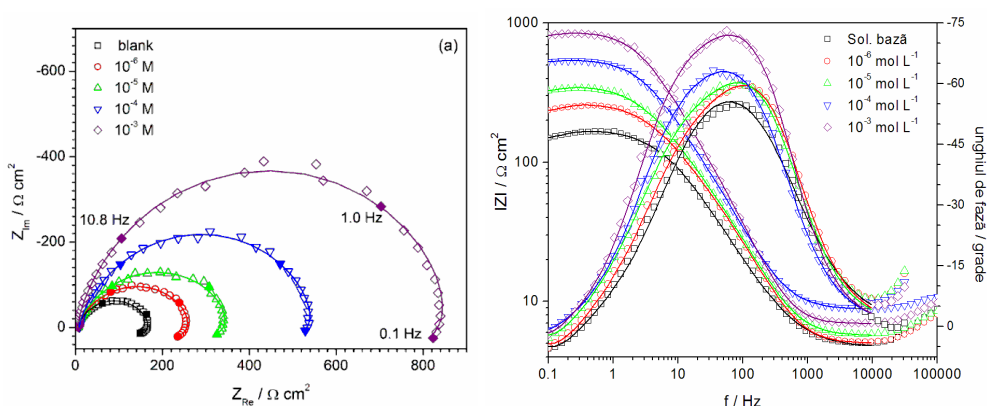 (a)
blank
10⁻⁶ M
10⁻⁵ M
10⁻⁴ M
10⁻³ M
-600
-400
-200
0
Z_Im / Ω cm²
10.8 Hz
1.0 Hz
0.1 Hz
0 200 400 600 800
Z_Re / Ω cm²
1000
100
10
IZI / Ω cm²
Sol. bază
10⁻⁶ mol L⁻¹
10⁻⁵ mol L⁻¹
10⁻⁴ mol L⁻¹
10⁻³ mol L⁻¹
-75
-60
-45
-30
-15
0
unghiul de fază / grade
0.1 1 10 100 1000 10000 100000
f / Hz